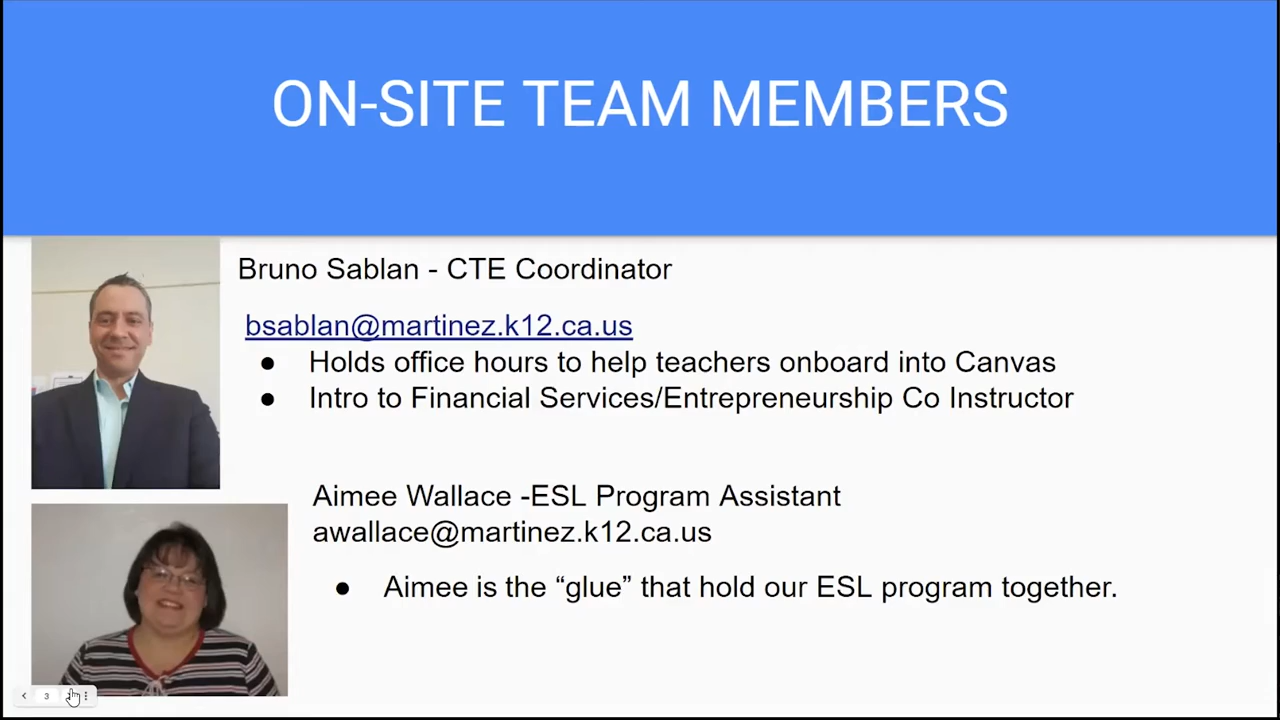 ON-SITE TEAM MEMBERS
Bruno Sablan - CTE Coordinator
bsablan@martinez.k12.ca.us
● Holds office hours to help teachers onboard into Canvas
● Intro to Financial Services/Entrepreneurship Co Instructor
Aimee Wallace -ESL Program Assistant
awallace@martinez.k12.ca.us
● Aimee is the “glue” that hold our ESL program together.
3